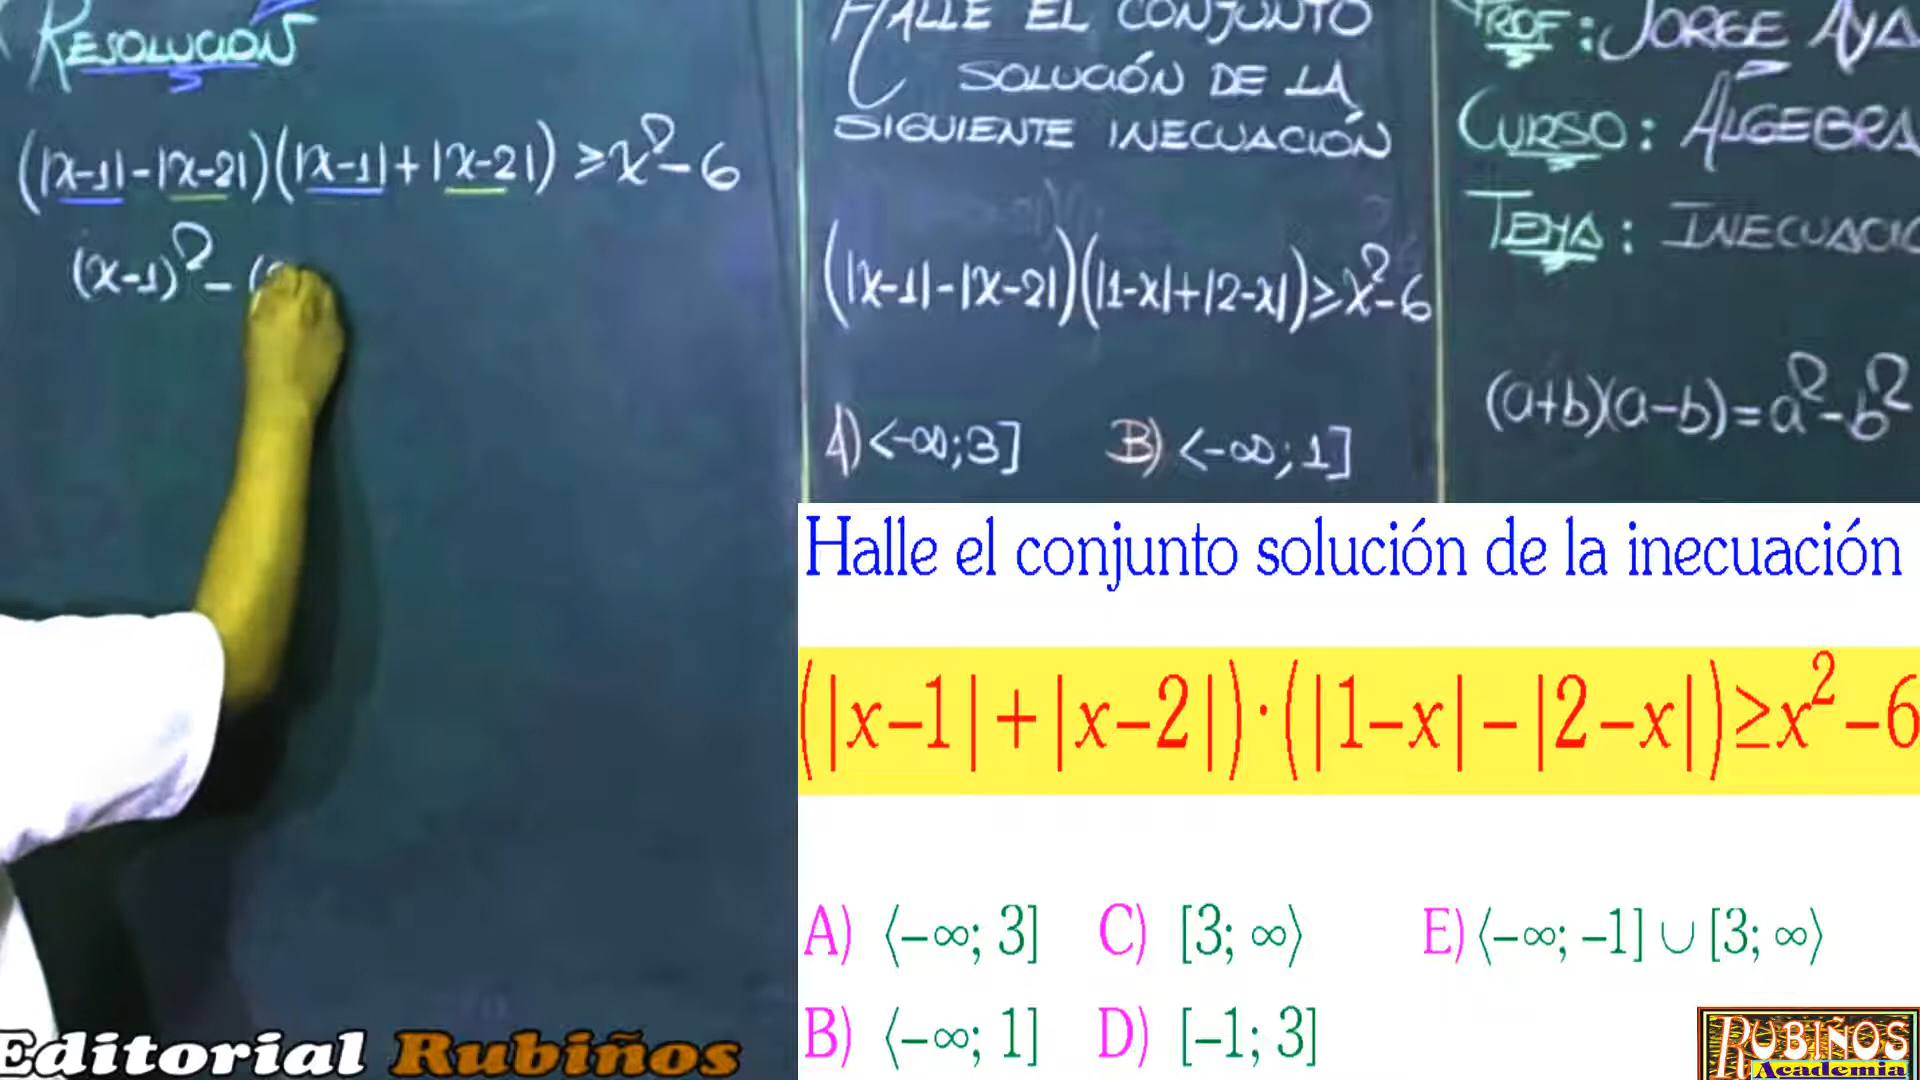 RESOLUCIÓN
(|x-1|-|x-2|)(|x-1|+|x-2|) ≥ x²-6
(x-1)² - (
HALLE EL CONJUNTO
SOLUCIÓN DE LA
SIGUIENTE INECUACIÓN
(|x-1|-|x-2|)(|1-x|+|2-x|) ≥ x²-6
A) <-∞;3] B) <-∞;1]
PROF: JORGE AYA
CURSO: ÁLGEBRA
TEMA: INECUACIO
(a+b)(a-b)=a²-b²
Halle el conjunto solución de la inecuación
(|x–1|+|x–2|)·(|1–x|–|2–x|)≥x²–6
A) ⟨–∞; 3] C) [3; ∞⟩ E) ⟨–∞; –1] ∪ [3; ∞⟩
B) ⟨–∞; 1] D) [–1; 3]
Editorial Rubiños
RUBIÑOS
Academia